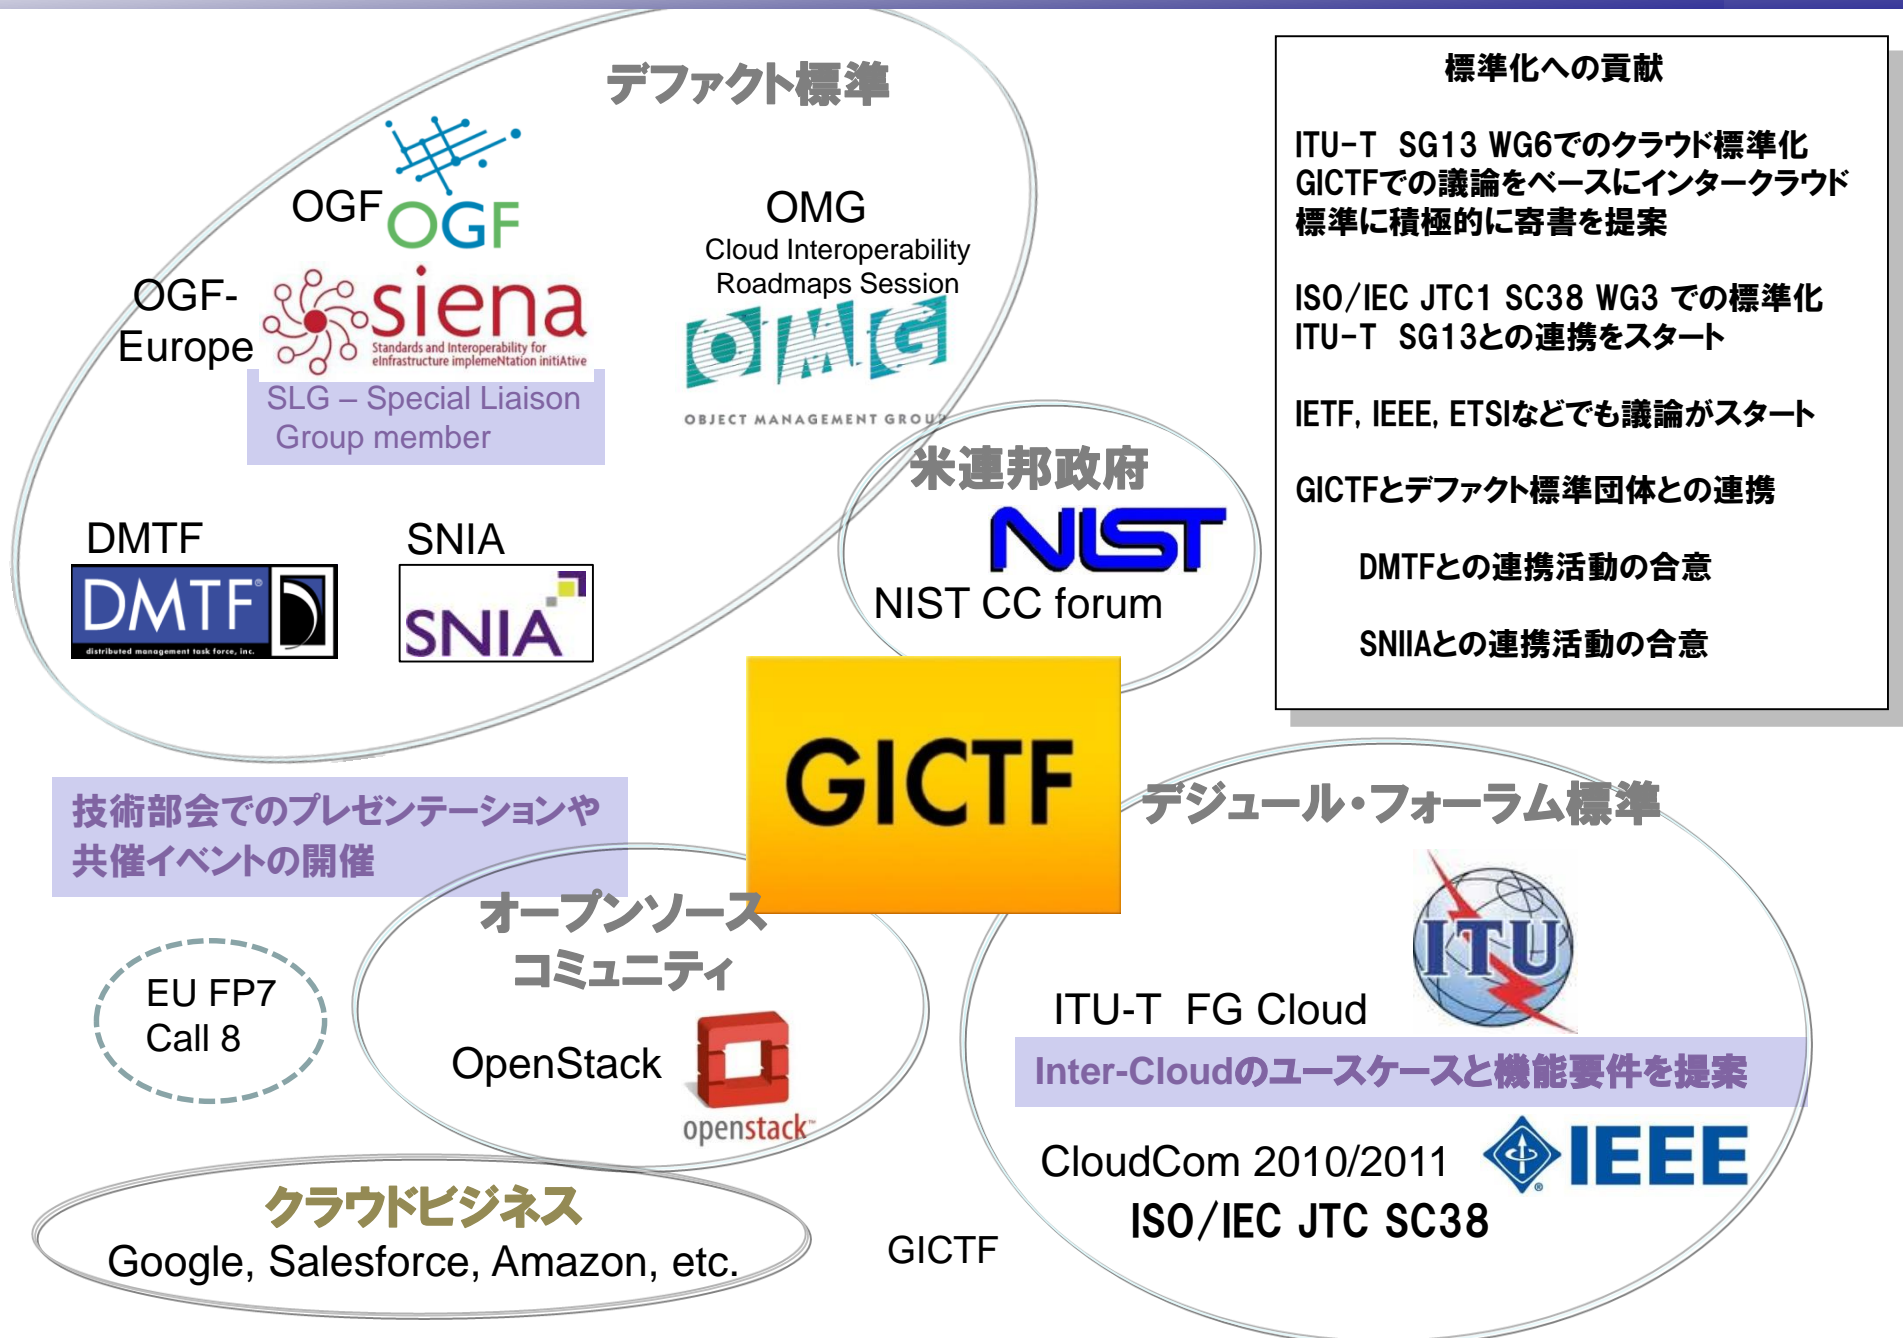 デファクト標準
OGF
OGF
OGF-
Europe
siena
Standards and Interoperability for
eInfrastructure implemeNtation initiAtive
SLG – Special Liaison
Group member
OMG
Cloud Interoperability
Roadmaps Session
OMG
OBJECT MANAGEMENT GROUP
DMTF
DMTF®
distributed management task force, inc.
SNIA
SNIA
米連邦政府
NIST
NIST CC forum
標準化への貢献
ITU-T SG13 WG6でのクラウド標準化
GICTFでの議論をベースにインタークラウド
標準に積極的に寄書を提案
ISO/IEC JTC1 SC38 WG3 での標準化
ITU-T SG13との連携をスタート
IETF, IEEE, ETSIなどでも議論がスタート
GICTFとデファクト標準団体との連携
DMTFとの連携活動の合意
SNIIAとの連携活動の合意
GICTF
技術部会でのプレゼンテーションや
共催イベントの開催
オープンソース
コミュニティ
OpenStack
openstack™
EU FP7
Call 8
クラウドビジネス
Google, Salesforce, Amazon, etc.
GICTF
デジュール・フォーラム標準
ITU
ITU-T FG Cloud
Inter-Cloudのユースケースと機能要件を提案
CloudCom 2010/2011
®IEEE
ISO/IEC JTC SC38